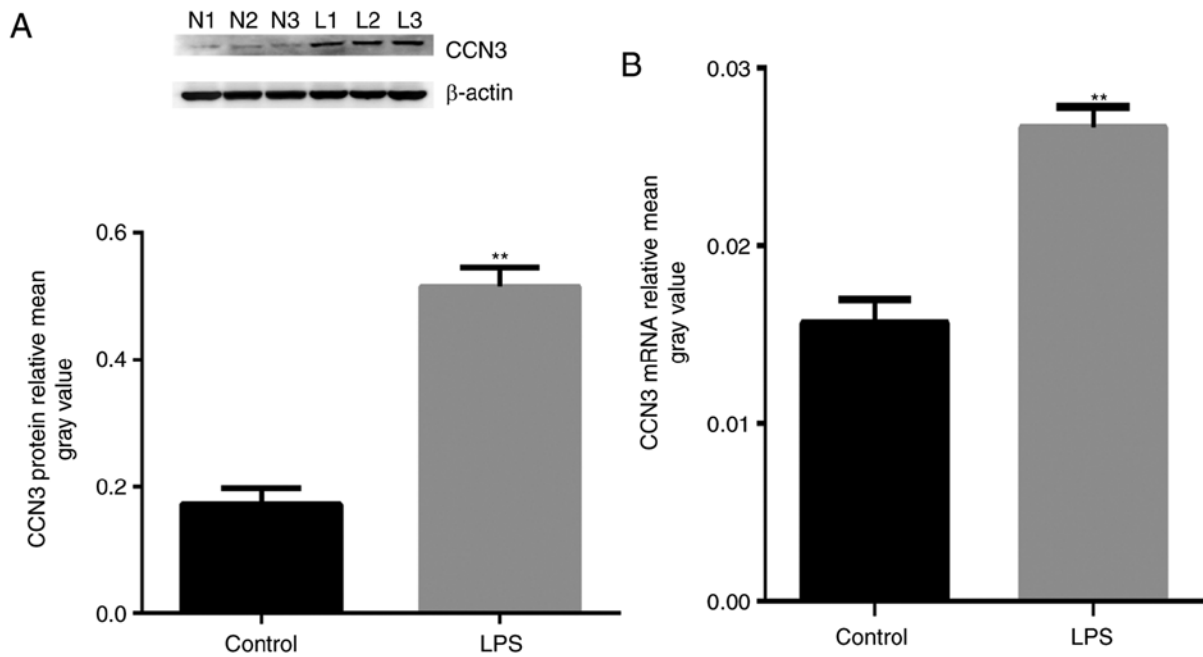 A
N1 N2 N3 L1 L2 L3
CCN3
β-actin
CCN3 protein relative mean
gray value
0.6
**
0.4
0.2
0.0
Control LPS
B
CCN3 mRNA relative mean
gray value
0.03
**
0.02
0.01
0.00
Control LPS